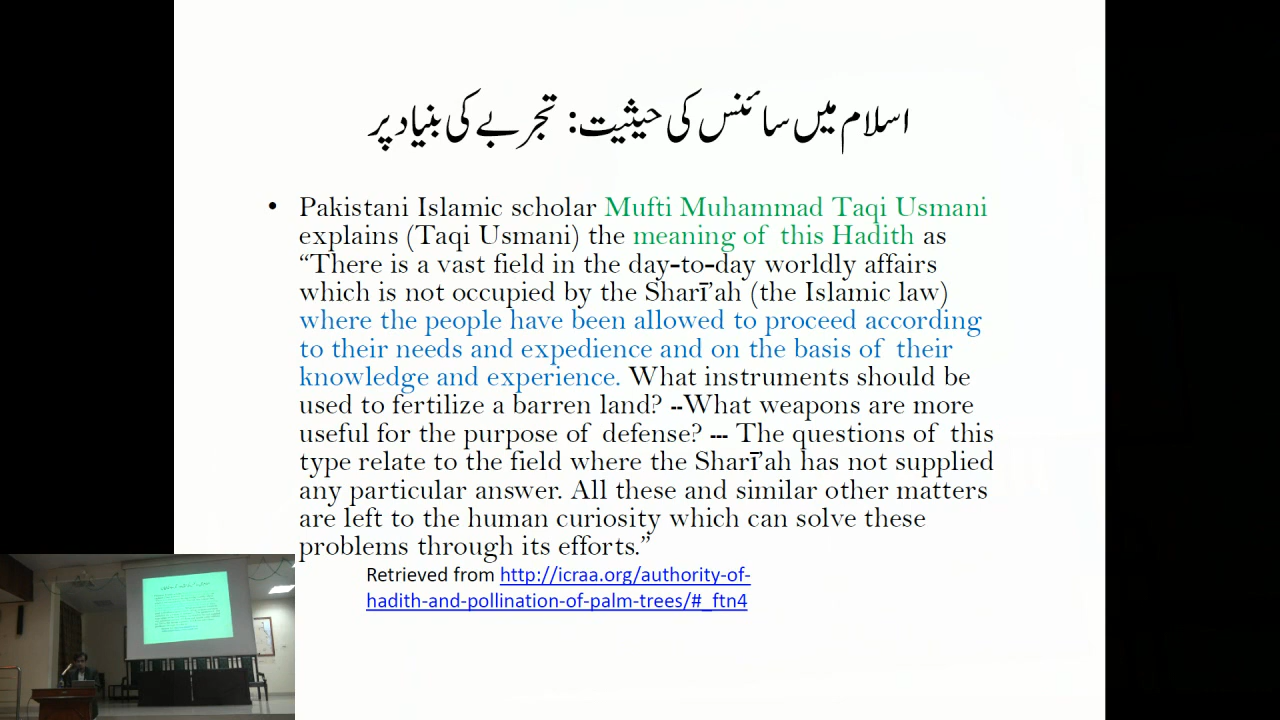 اسلام میں سائنس کی حیثیت: تجربے کی بنیاد پر
• Pakistani Islamic scholar Mufti Muhammad Taqi Usmani
explains (Taqi Usmani) the meaning of this Hadith as
“There is a vast field in the day-to-day worldly affairs
which is not occupied by the Sharī’ah (the Islamic law)
where the people have been allowed to proceed according
to their needs and expedience and on the basis of their
knowledge and experience. What instruments should be
used to fertilize a barren land? --What weapons are more
useful for the purpose of defense? --- The questions of this
type relate to the field where the Sharī’ah has not supplied
any particular answer. All these and similar other matters
are left to the human curiosity which can solve these
problems through its efforts.”
Retrieved from http://icraa.org/authority-of-
hadith-and-pollination-of-palm-trees/#_ftn4